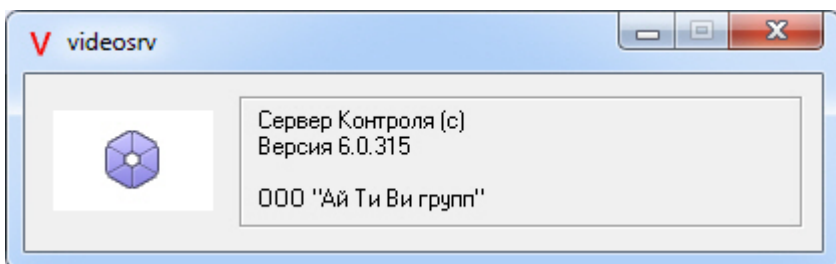 V videosrv
Сервер Контроля (c)
Версия 6.0.315
ООО "Ай Ти Ви групп"